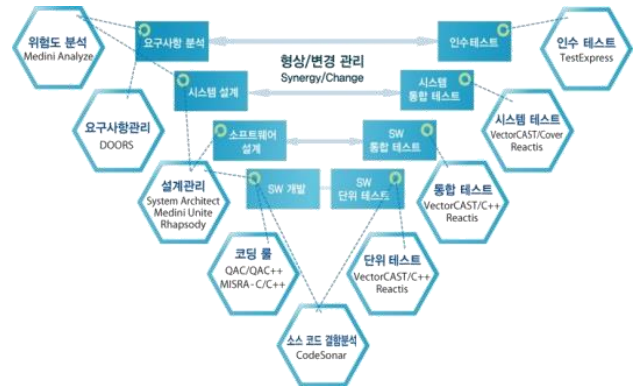 위험도 분석
Medini Analyze
요구사항 분석
인수테스트
인수 테스트
TestExpress
형상/변경 관리
Synergy/Change
시스템 설계
시스템
통합 테스트
요구사항관리
DOORS
시스템 테스트
VectorCAST/Cover
Reactis
소프트웨어
설계
SW
통합 테스트
설계관리
System Architect
Medini Unite
Rhapsody
SW 개발
SW
단위 테스트
통합 테스트
VectorCAST/C++
Reactis
코딩 룰
QAC/QAC++
MISRA - C/C++
단위 테스트
VectorCAST/C++
Reactis
소스 코드 결함분석
CodeSonar